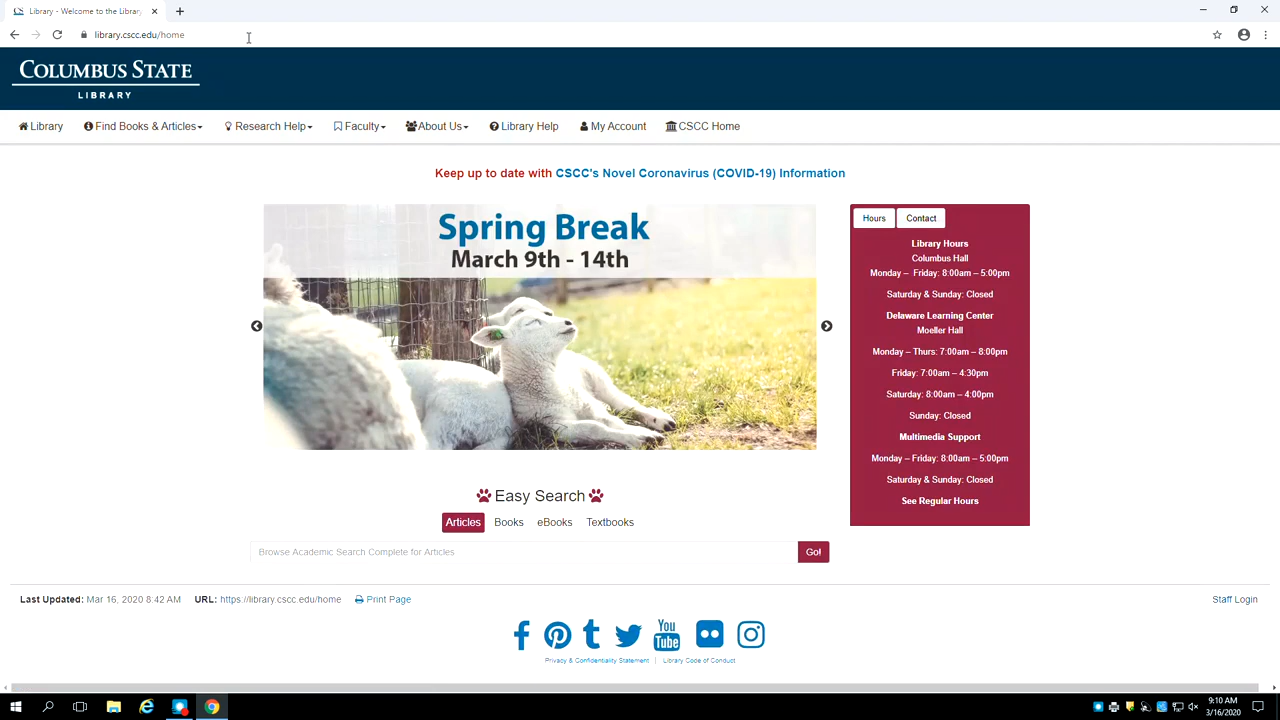 Library - Welcome to the Library
library.cscc.edu/home
COLUMBUS STATE
LIBRARY
Library
Find Books & Articles
Research Help
Faculty
About Us
Library Help
My Account
CSCC Home
Keep up to date with CSCC's Novel Coronavirus (COVID-19) Information
Spring Break
March 9th - 14th
Hours
Contact
Library Hours
Columbus Hall
Monday – Friday: 8:00am – 5:00pm
Saturday & Sunday: Closed
Delaware Learning Center
Moeller Hall
Monday – Thurs: 7:00am – 8:00pm
Friday: 7:00am – 4:30pm
Saturday: 8:00am – 4:00pm
Sunday: Closed
Multimedia Support
Monday – Friday: 8:00am – 5:00pm
Saturday & Sunday: Closed
See Regular Hours
Easy Search
Articles
Books
eBooks
Textbooks
Browse Academic Search Complete for Articles
Go!
Last Updated: Mar 16, 2020 8:42 AM
URL: https://library.cscc.edu/home
Print Page
Staff Login
You
Tube
Privacy & Confidentiality Statement | Library Code of Conduct
9:10 AM
3/16/2020